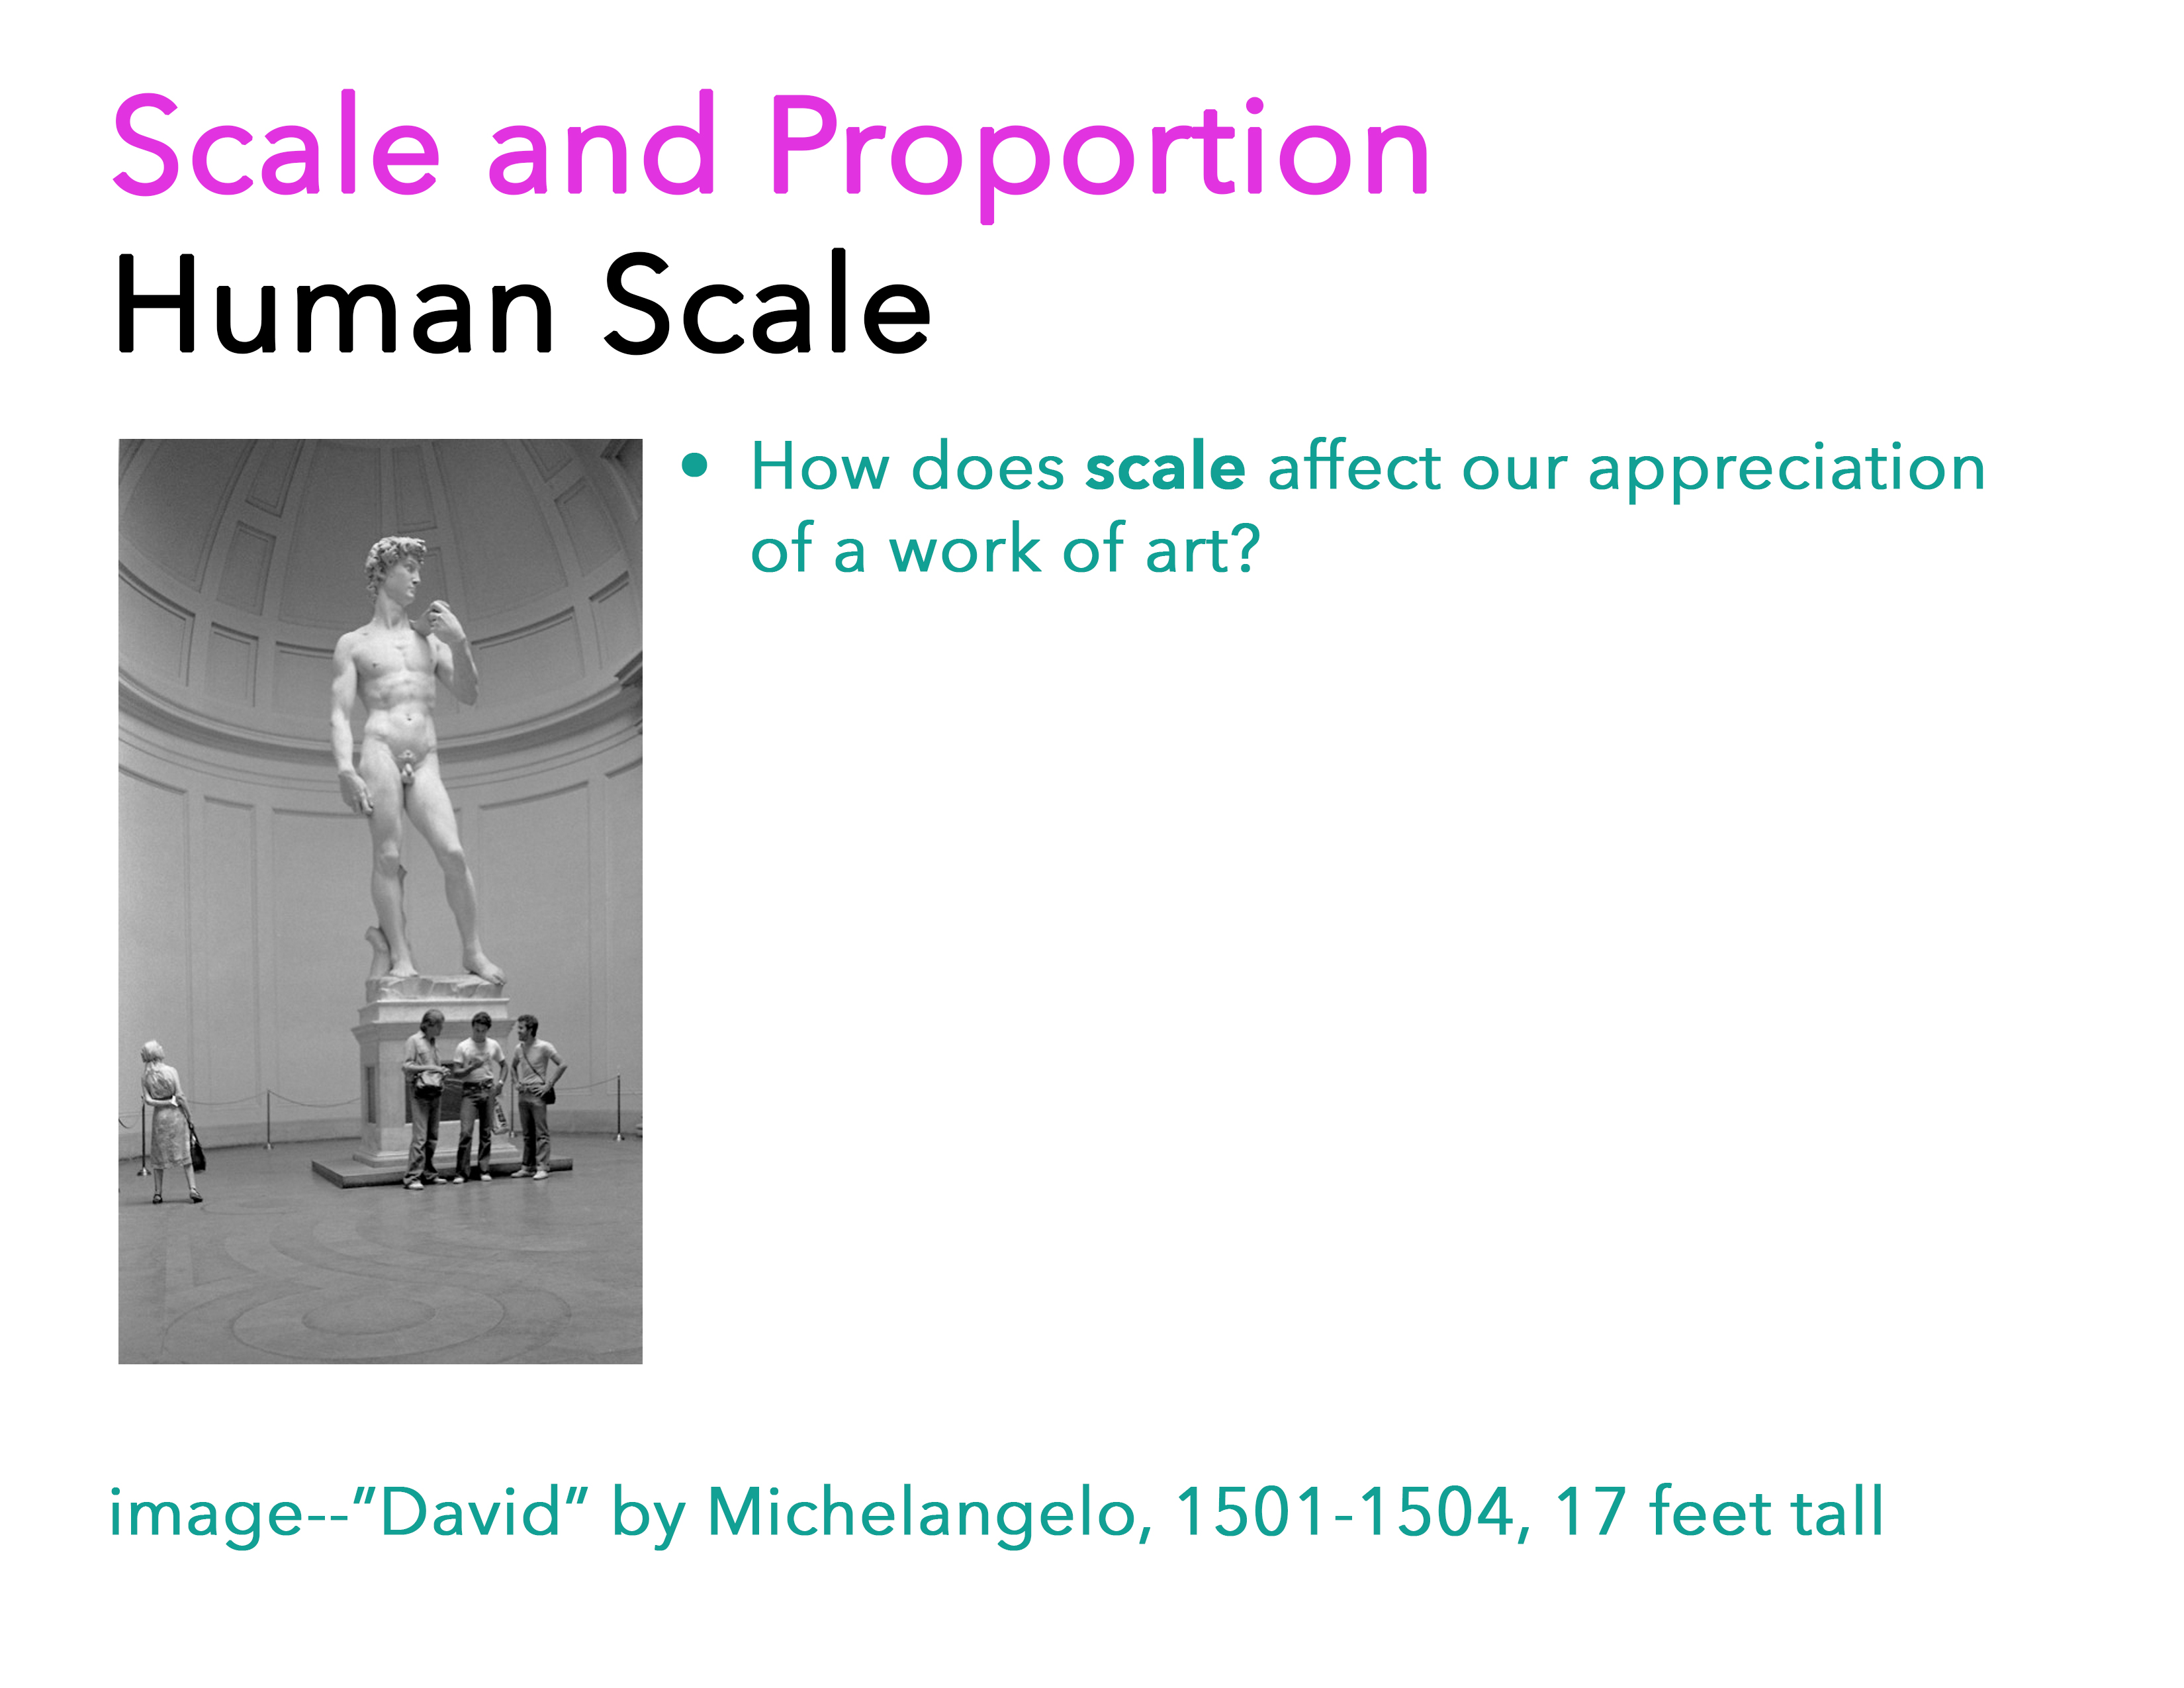 Scale and Proportion
Human Scale
• How does scale affect our appreciation
of a work of art?
image--"David" by Michelangelo, 1501-1504, 17 feet tall